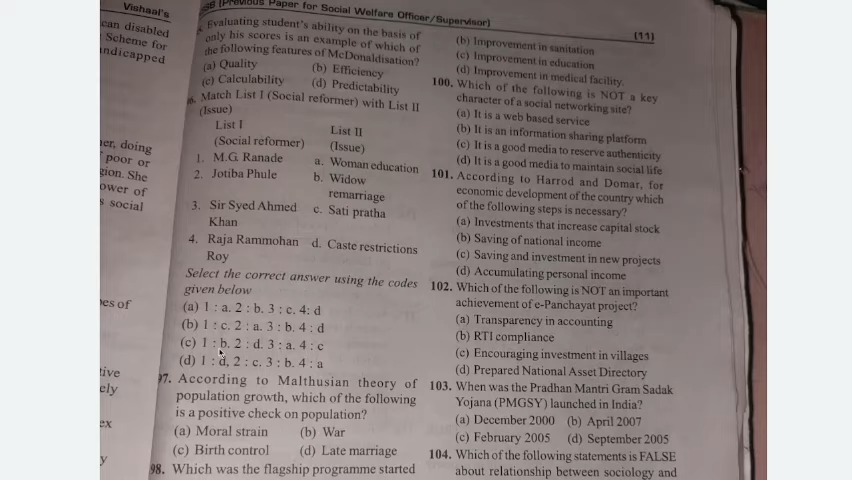 Vishaal's
can disabled
Scheme for
ndicapped
er, doing
poor or
gion. She
ower of
s social
es of
tive
ely
ex
y
SB (Previous Paper for Social Welfare Officer/Supervisor)
(11)
Evaluating student's ability on the basis of
only his scores is an example of which of
the following features of McDonaldisation?
(a) Quality (b) Efficiency
(c) Calculability (d) Predictability
Match List I (Social reformer) with List II
(Issue)
List I List II
(Social reformer) (Issue)
1. M.G. Ranade a. Woman education
2. Jotiba Phule b. Widow
remarriage
3. Sir Syed Ahmed c. Sati pratha
Khan
4. Raja Rammohan d. Caste restrictions
Roy
Select the correct answer using the codes
given below
(a) 1 : a. 2 : b. 3 : c. 4: d
(b) 1 : c. 2 : a. 3 : b. 4 : d
(c) 1 : b. 2 : d. 3 : a. 4 : c
(d) 1 : d, 2 : c. 3 : b. 4 : a
97. According to Malthusian theory of
population growth, which of the following
is a positive check on population?
(a) Moral strain (b) War
(c) Birth control (d) Late marriage
98. Which was the flagship programme started
(b) Improvement in sanitation
(c) Improvement in education
(d) Improvement in medical facility.
100. Which of the following is NOT a key
character of a social networking site?
(a) It is a web based service
(b) It is an information sharing platform
(c) It is a good media to reserve authenticity
(d) It is a good media to maintain social life
101. According to Harrod and Domar, for
economic development of the country which
of the following steps is necessary?
(a) Investments that increase capital stock
(b) Saving of national income
(c) Saving and investment in new projects
(d) Accumulating personal income
102. Which of the following is NOT an important
achievement of e-Panchayat project?
(a) Transparency in accounting
(b) RTI compliance
(c) Encouraging investment in villages
(d) Prepared National Asset Directory
103. When was the Pradhan Mantri Gram Sadak
Yojana (PMGSY) launched in India?
(a) December 2000 (b) April 2007
(c) February 2005 (d) September 2005
104. Which of the following statements is FALSE
about relationship between sociology and